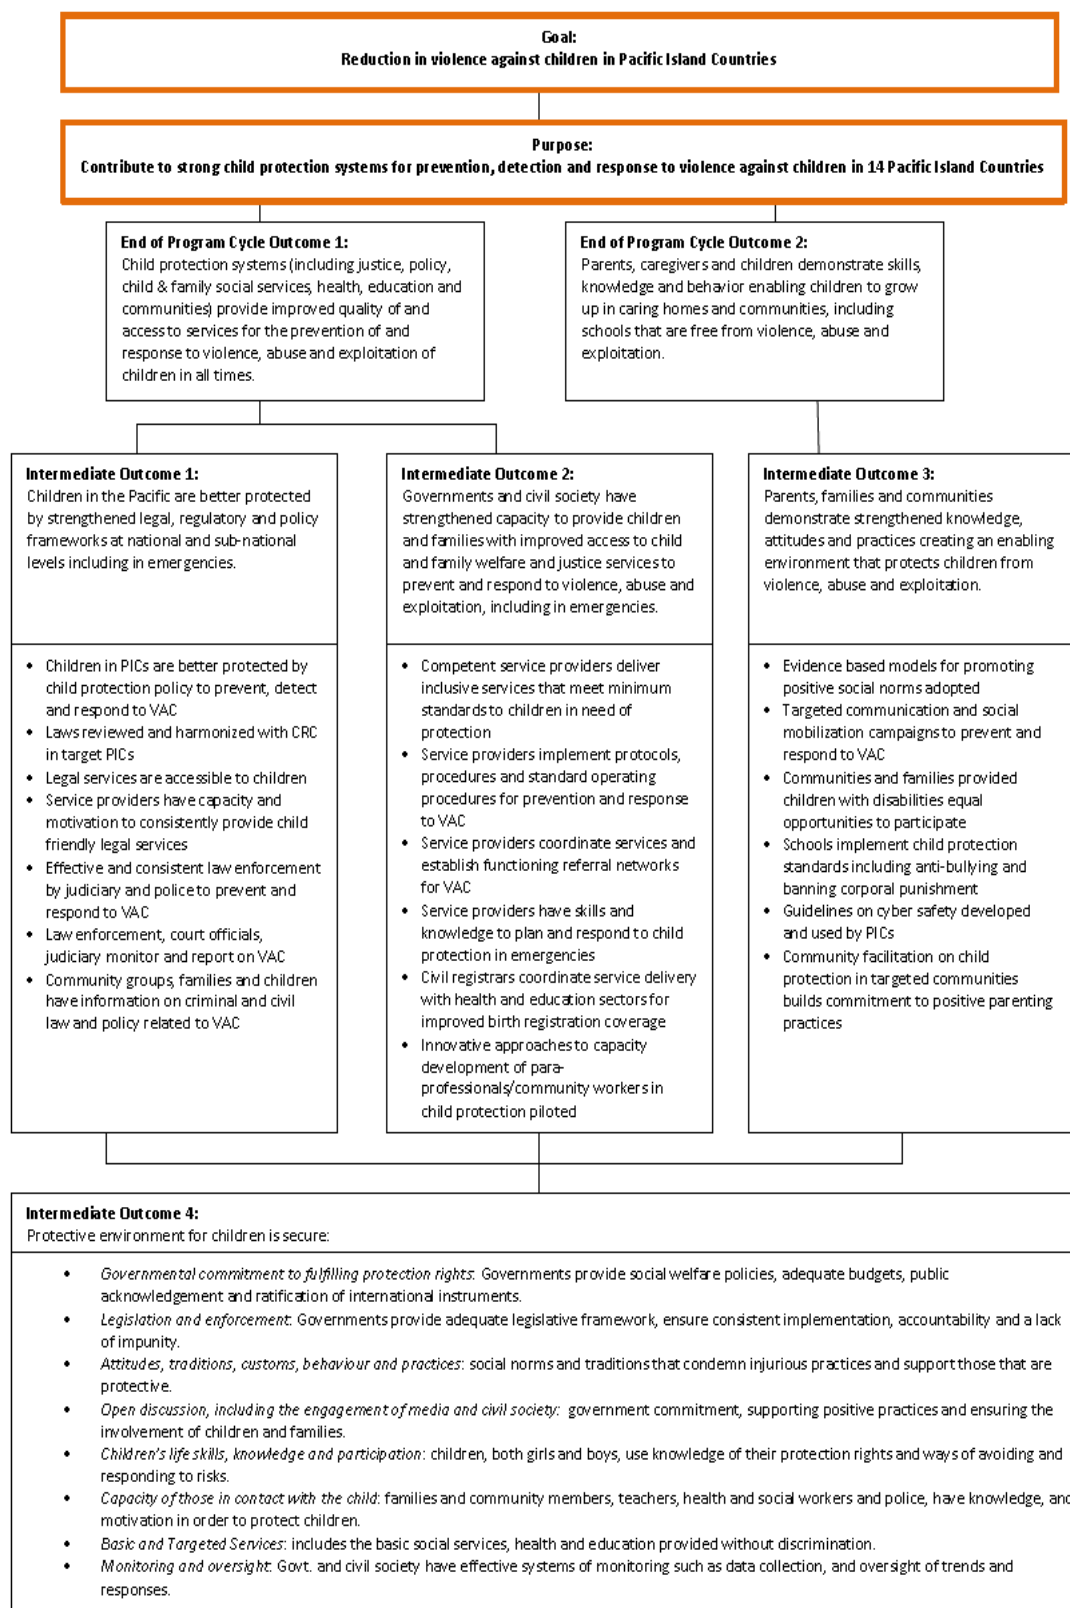 Goal:
Reduction in violence against children in Pacific Island Countries
Purpose:
Contribute to strong child protection systems for prevention, detection and response to violence against children in 14 Pacific Island Countries
End of Program Cycle Outcome 1:
Child protection systems (including justice, policy,
child & family social services, health, education and
communities) provide improved quality of and
access to services for the prevention of and
response to violence, abuse and exploitation of
children in all times.
End of Program Cycle Outcome 2:
Parents, caregivers and children demonstrate skills,
knowledge and behavior enabling children to grow
up in caring homes and communities, including
schools that are free from violence, abuse and
exploitation.
Intermediate Outcome 1:
Children in the Pacific are better protected
by strengthened legal, regulatory and policy
frameworks at national and sub-national
levels including in emergencies.
• Children in PICs are better protected by
child protection policy to prevent, detect
and respond to VAC
• Laws reviewed and harmonized with CRC
in target PICs
• Legal services are accessible to children
• Service providers have capacity and
motivation to consistently provide child
friendly legal services
• Effective and consistent law enforcement
by judiciary and police to prevent and
respond to VAC
• Law enforcement, court officials,
judiciary monitor and report on VAC
• Community groups, families and children
have information on criminal and civil
law and policy related to VAC
Intermediate Outcome 2:
Governments and civil society have
strengthened capacity to provide children
and families with improved access to child
and family welfare and justice services to
prevent and respond to violence, abuse and
exploitation, including in emergencies.
• Competent service providers deliver
inclusive services that meet minimum
standards to children in need of
protection
• Service providers implement protocols,
procedures and standard operating
procedures for prevention and response
to VAC
• Service providers coordinate services and
establish functioning referral networks
for VAC
• Service providers have skills and
knowledge to plan and respond to child
protection in emergencies
• Civil registrars coordinate service delivery
with health and education sectors for
improved birth registration coverage
• Innovative approaches to capacity
development of para-
professionals/community workers in
child protection piloted
Intermediate Outcome 3:
Parents, families and communities
demonstrate strengthened knowledge,
attitudes and practices creating an enabling
environment that protects children from
violence, abuse and exploitation.
• Evidence based models for promoting
positive social norms adopted
• Targeted communication and social
mobilization campaigns to prevent and
respond to VAC
• Communities and families provided
children with disabilities equal
opportunities to participate
• Schools implement child protection
standards including anti-bullying and
banning corporal punishment
• Guidelines on cyber safety developed
and used by PICs
• Community facilitation on child
protection in targeted communities
builds commitment to positive parenting
practices
Intermediate Outcome 4:
Protective environment for children is secure:
• Governmental commitment to fulfilling protection rights: Governments provide social welfare policies, adequate budgets, public
acknowledgement and ratification of international instruments.
• Legislation and enforcement: Governments provide adequate legislative framework, ensure consistent implementation, accountability and a lack
of impunity.
• Attitudes, traditions, customs, behaviour and practices: social norms and traditions that condemn injurious practices and support those that are
protective.
• Open discussion, including the engagement of media and civil society: government commitment, supporting positive practices and ensuring the
involvement of children and families.
• Children's life skills, knowledge and participation: children, both girls and boys, use knowledge of their protection rights and ways of avoiding and
responding to risks.
• Capacity of those in contact with the child: families and community members, teachers, health and social workers and police, have knowledge, and
motivation in order to protect children.
• Basic and Targeted Services: includes the basic social services, health and education provided without discrimination.
• Monitoring and oversight: Govt. and civil society have effective systems of monitoring such as data collection, and oversight of trends and
responses.